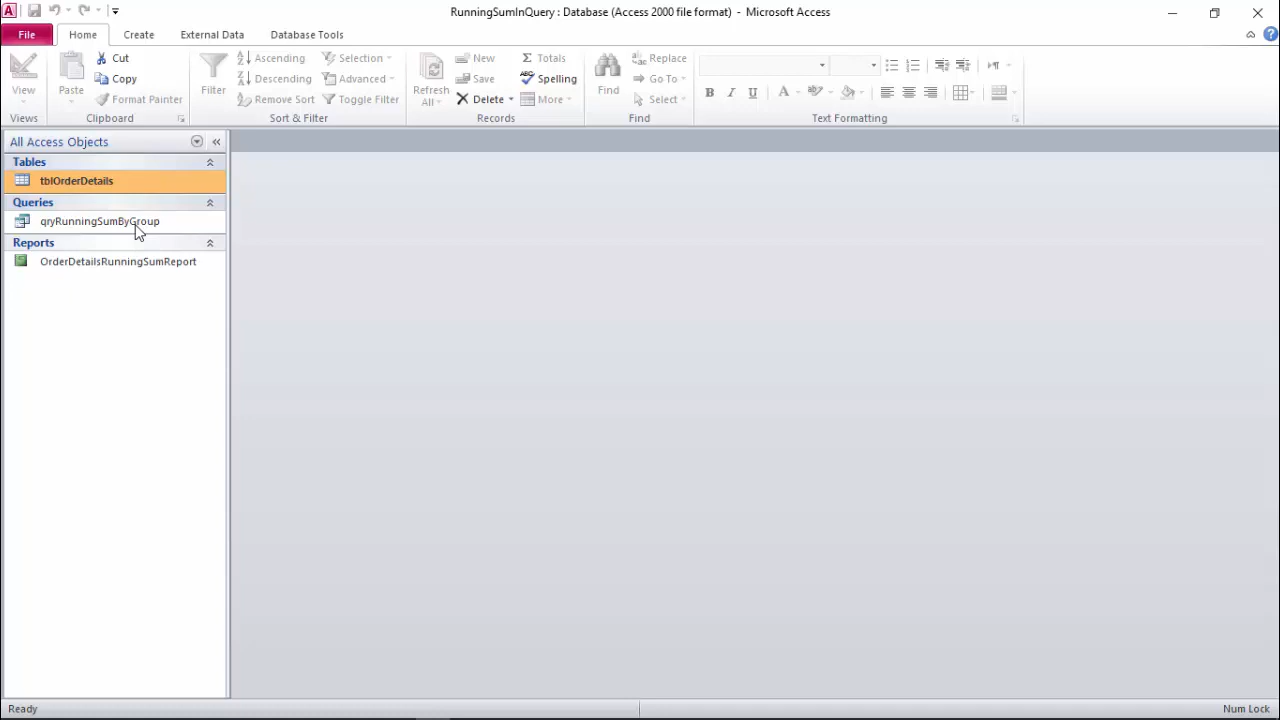 RunningSumInQuery : Database (Access 2000 file format) - Microsoft Access
File Home Create External Data Database Tools
View
Views
Paste
Cut
Copy
Format Painter
Clipboard
Filter
Ascending
Descending
Remove Sort
Selection
Advanced
Toggle Filter
Sort & Filter
Refresh
All
New
Save
Delete
Totals
Spelling
More
Records
Find
Replace
Go To
Select
Find
B I U A
Text Formatting
All Access Objects
Tables
tblOrderDetails
Queries
qryRunningSumByGroup
Reports
OrderDetailsRunningSumReport
Ready
Num Lock